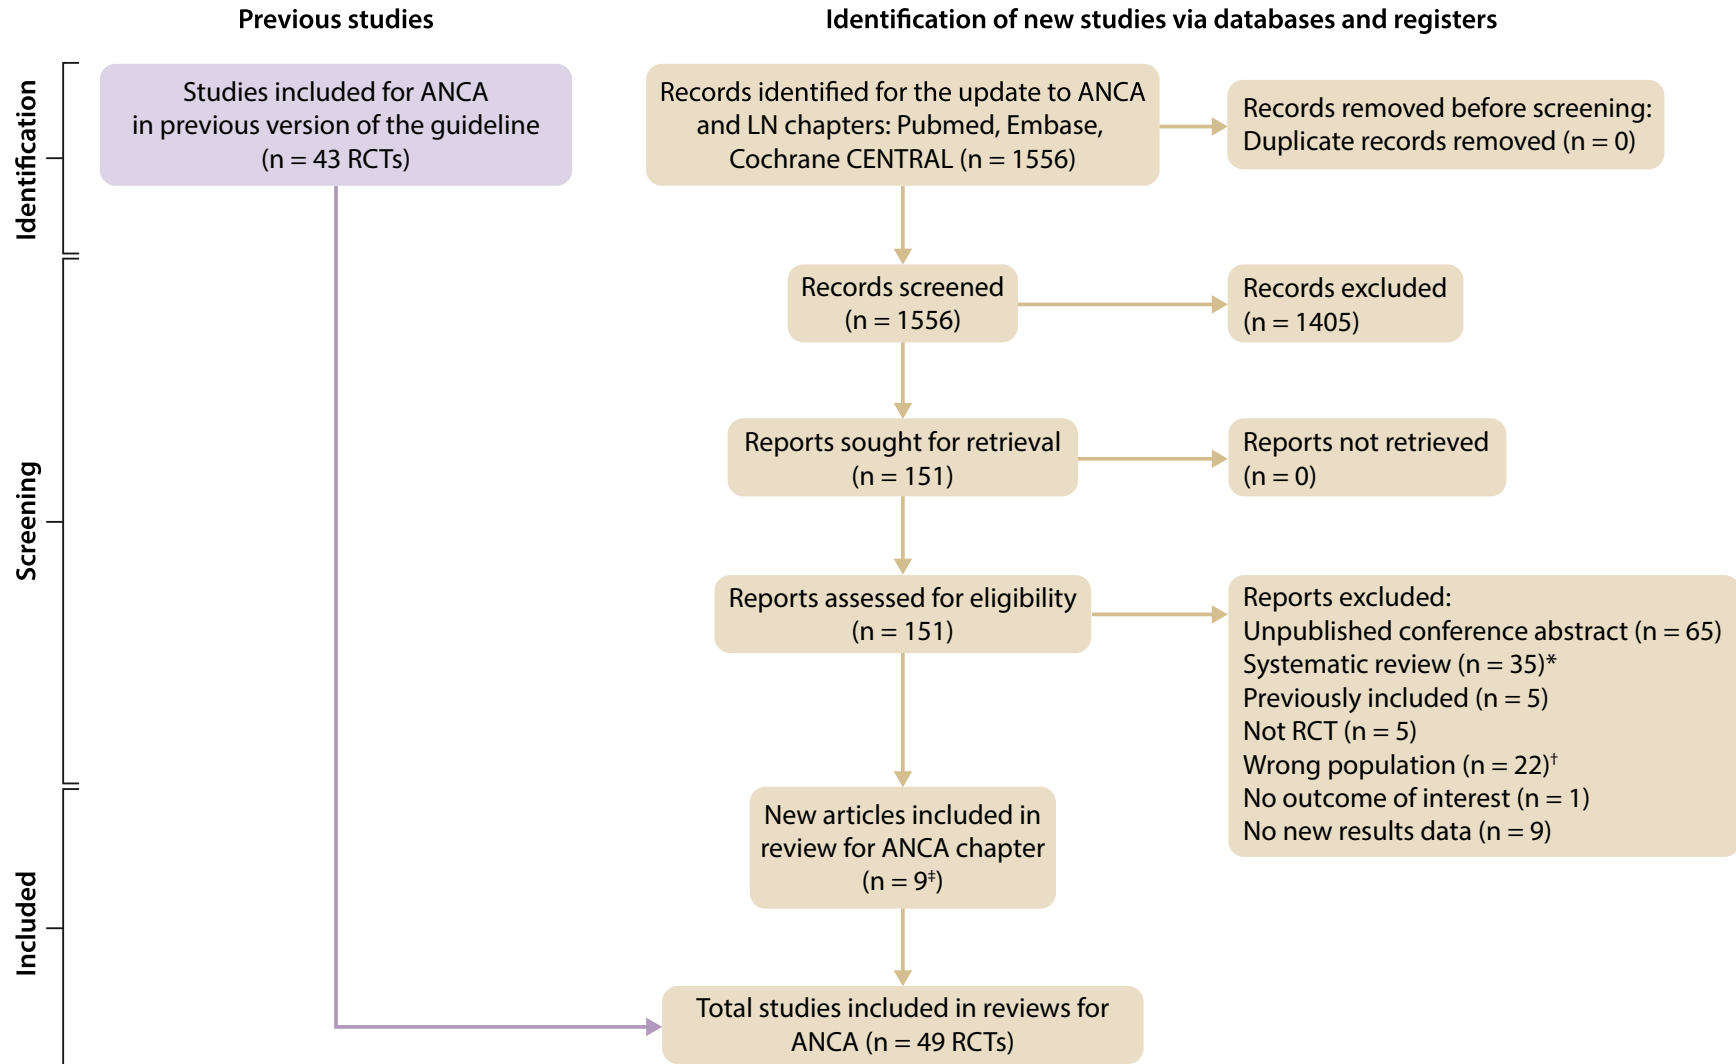 Previous studies
Identification of new studies via databases and registers
Identification
Studies included for ANCA
in previous version of the guideline
(n = 43 RCTs)
Records identified for the update to ANCA
and LN chapters: Pubmed, Embase,
Cochrane CENTRAL (n = 1556)
Records removed before screening:
Duplicate records removed (n = 0)
Screening
Records screened
(n = 1556)
Records excluded
(n = 1405)
Reports sought for retrieval
(n = 151)
Reports not retrieved
(n = 0)
Reports assessed for eligibility
(n = 151)
Reports excluded:
Unpublished conference abstract (n = 65)
Systematic review (n = 35)*
Previously included (n = 5)
Not RCT (n = 5)
Wrong population (n = 22)†
No outcome of interest (n = 1)
No new results data (n = 9)
Included
New articles included in
review for ANCA chapter
(n = 9‡)
Total studies included in reviews for
ANCA (n = 49 RCTs)